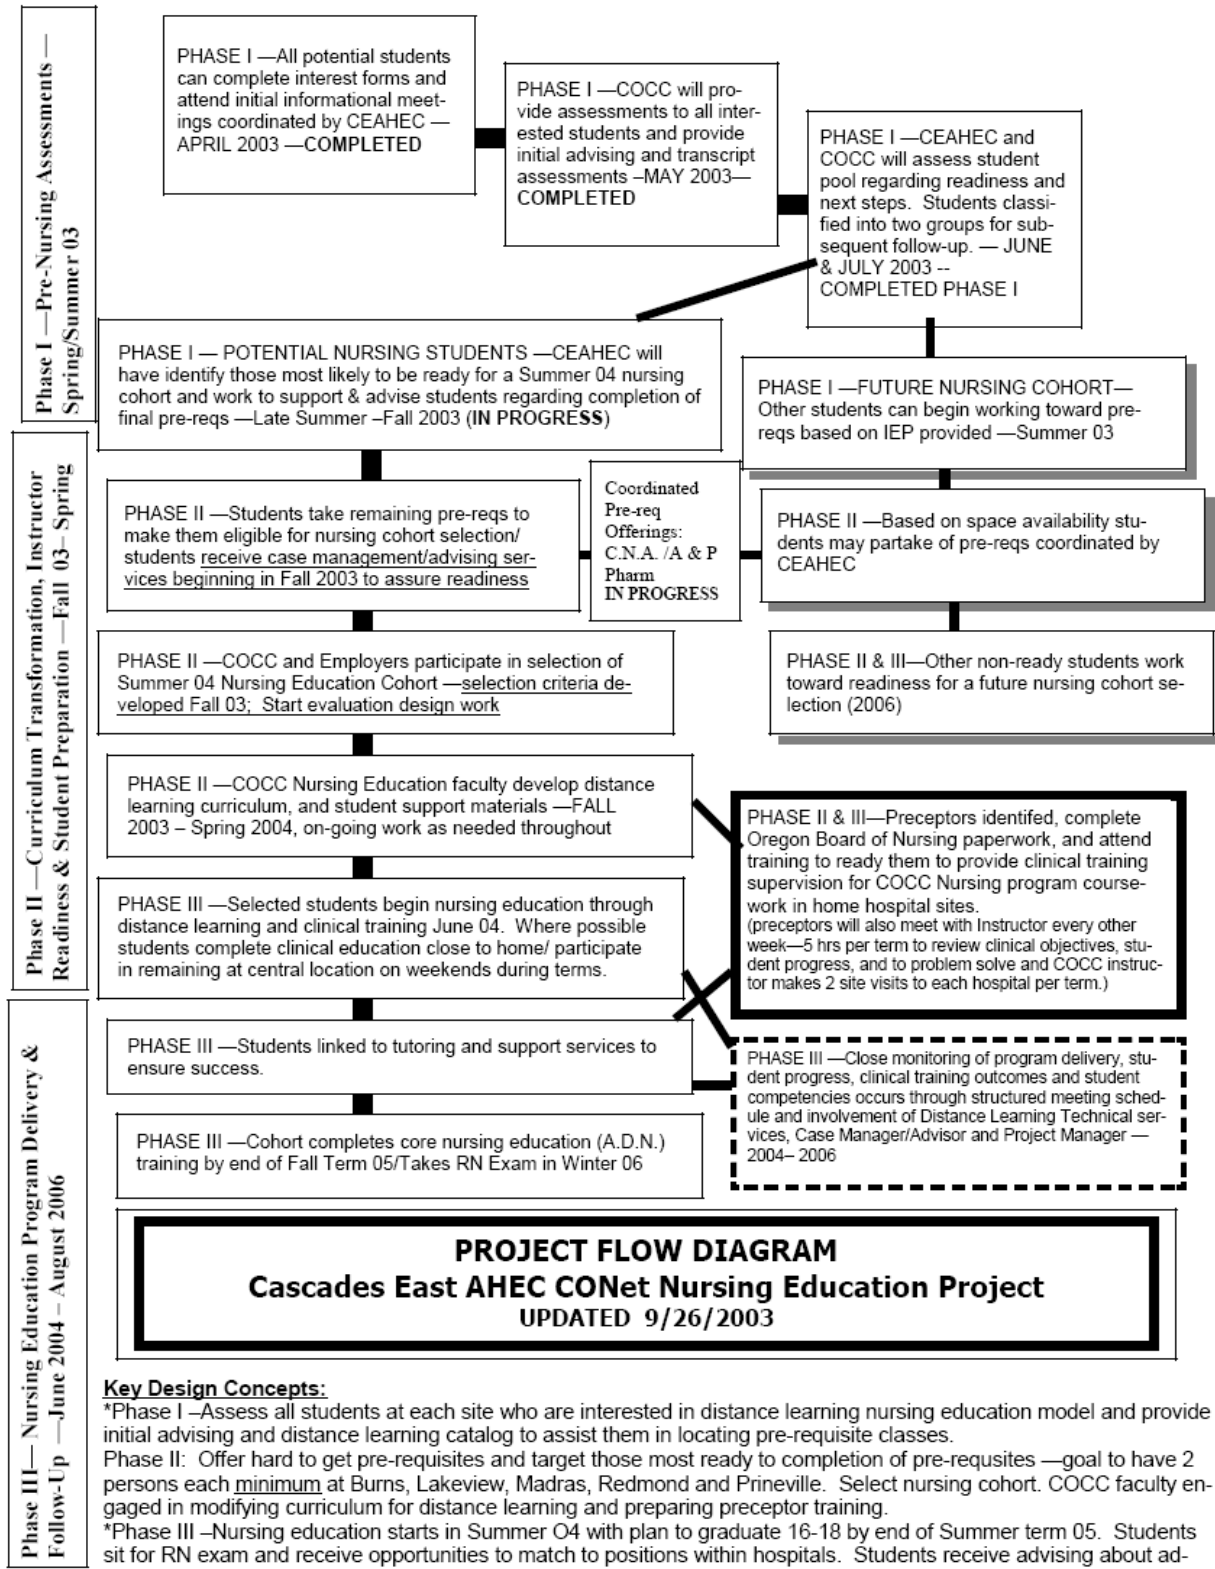 Phase I —Pre-Nursing Assessments —
Spring/Summer 03
PHASE I —All potential students
can complete interest forms and
attend initial informational meet-
ings coordinated by CEAHEC —
APRIL 2003 —COMPLETED
PHASE I —COCC will pro-
vide assessments to all inter-
ested students and provide
initial advising and transcript
assessments –MAY 2003—
COMPLETED
PHASE I —CEAHEC and
COCC will assess student
pool regarding readiness and
next steps.  Students classi-
fied into two groups for sub-
sequent follow-up. — JUNE
& JULY 2003 --
COMPLETED PHASE I
PHASE I — POTENTIAL NURSING STUDENTS —CEAHEC will
have identify those most likely to be ready for a Summer 04 nursing
cohort and work to support & advise students regarding completion of
final pre-reqs —Late Summer –Fall 2003 (IN PROGRESS)
PHASE I —FUTURE NURSING COHORT—
Other students can begin working toward pre-
reqs based on IEP provided —Summer 03
Phase II —Curriculum Transformation, Instructor
Readiness & Student Preparation —Fall  03– Spring
PHASE II —Students take remaining pre-reqs to
make them eligible for nursing cohort selection/
students receive case management/advising ser-
vices beginning in Fall 2003 to assure readiness
Coordinated
Pre-req
Offerings:
C.N.A. /A & P
Pharm
IN PROGRESS
PHASE II —Based on space availability stu-
dents may partake of pre-reqs coordinated by
CEAHEC
PHASE II —COCC and Employers participate in selection of
Summer 04 Nursing Education Cohort —selection criteria de-
veloped Fall 03;  Start evaluation design work
PHASE II & III—Other non-ready students work
toward readiness for a future nursing cohort se-
lection (2006)
PHASE II —COCC Nursing Education faculty develop distance
learning curriculum, and student support materials —FALL
2003 – Spring 2004, on-going work as needed throughout
PHASE II & III—Preceptors identifed, complete
Oregon Board of Nursing paperwork, and attend
training to ready them to provide clinical training
supervision for COCC Nursing program course-
work in home hospital sites.
(preceptors will also meet with Instructor every other
week—5 hrs per term to review clinical objectives, stu-
dent progress, and to problem solve and COCC instruc-
tor makes 2 site visits to each hospital per term.)
PHASE III —Selected students begin nursing education through
distance learning and clinical training June 04.  Where possible
students complete clinical education close to home/ participate
in remaining at central location on weekends during terms.
Phase III— Nursing Education Program Delivery &
Follow-Up  —June 2004 – August 2006
PHASE III —Students linked to tutoring and support services to
ensure success.
PHASE III —Close monitoring of program delivery, stu-
dent progress, clinical training outcomes and student
competencies occurs through structured meeting sched-
ule and involvement of Distance Learning Technical ser-
vices, Case Manager/Advisor and Project Manager —
2004– 2006
PHASE III —Cohort completes core nursing education (A.D.N.)
training by end of Fall Term 05/Takes RN Exam in Winter 06
PROJECT FLOW DIAGRAM
Cascades East AHEC CONet Nursing Education Project
UPDATED  9/26/2003
Key Design Concepts:
*Phase I –Assess all students at each site who are interested in distance learning nursing education model and provide
initial advising and distance learning catalog to assist them in locating pre-requisite classes.
Phase II:  Offer hard to get pre-requisites and target those most ready to completion of pre-requsites —goal to have 2
persons each minimum at Burns, Lakeview, Madras, Redmond and Prineville.  Select nursing cohort. COCC faculty en-
gaged in modifying curriculum for distance learning and preparing preceptor training.
*Phase III –Nursing education starts in Summer O4 with plan to graduate 16-18 by end of Summer term 05.  Students
sit for RN exam and receive opportunities to match to positions within hospitals.  Students receive advising about ad-